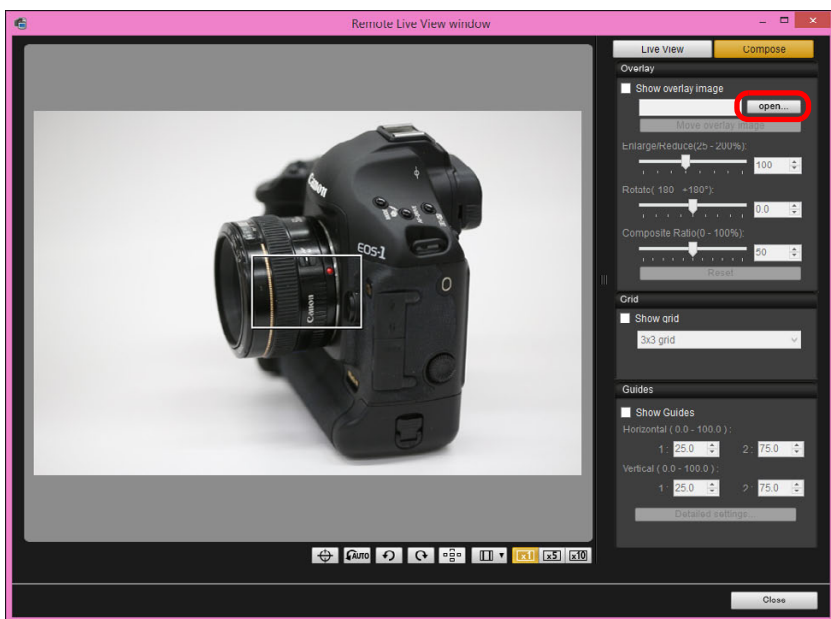 Remote Live View window
Live View
Compose
Overlay
Show overlay image
open...
Move overlay image
Enlarge/Reduce(25 - 200%):
100
Rotate( 180 +180°):
0.0
Composite Ratio(0 - 100%):
50
Reset
Grid
Show grid
3x3 grid
Guides
Show Guides
Horizontal ( 0.0 - 100.0 ) :
1: 25.0 2: 75.0
Vertical ( 0.0 - 100.0 ) :
1: 25.0 2: 75.0
Detailed settings...
Canon
EOS-1
Canon
AUTO
x1 x5 x10
Close